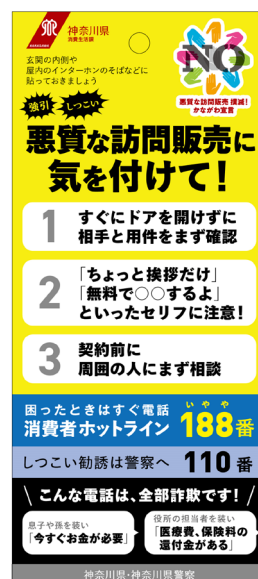 神奈川県
消費生活課
KANAGAWA
玄関の内側や
屋内のインターホンのそばなどに
貼っておきましょう
NO
悪質な訪問販売 撲滅!
かながわ宣言
強引
しつこい
悪質な訪問販売に
気を付けて!
1
すぐにドアを開けずに
相手と用件をまず確認
2
「ちょっと挨拶だけ」
「無料で○○するよ」
といったセリフに注意!
3
契約前に
周囲の人にまず相談
困ったときはすぐ電話
消費者ホットライン
いやや
188番
しつこい勧誘は警察へ 110番
\ こんな電話は、全部詐欺です! /
息子や孫を装い
「今すぐお金が必要」
役所の担当者を装い
「医療費、保険料の
還付金がある」
神奈川県・神奈川県警察